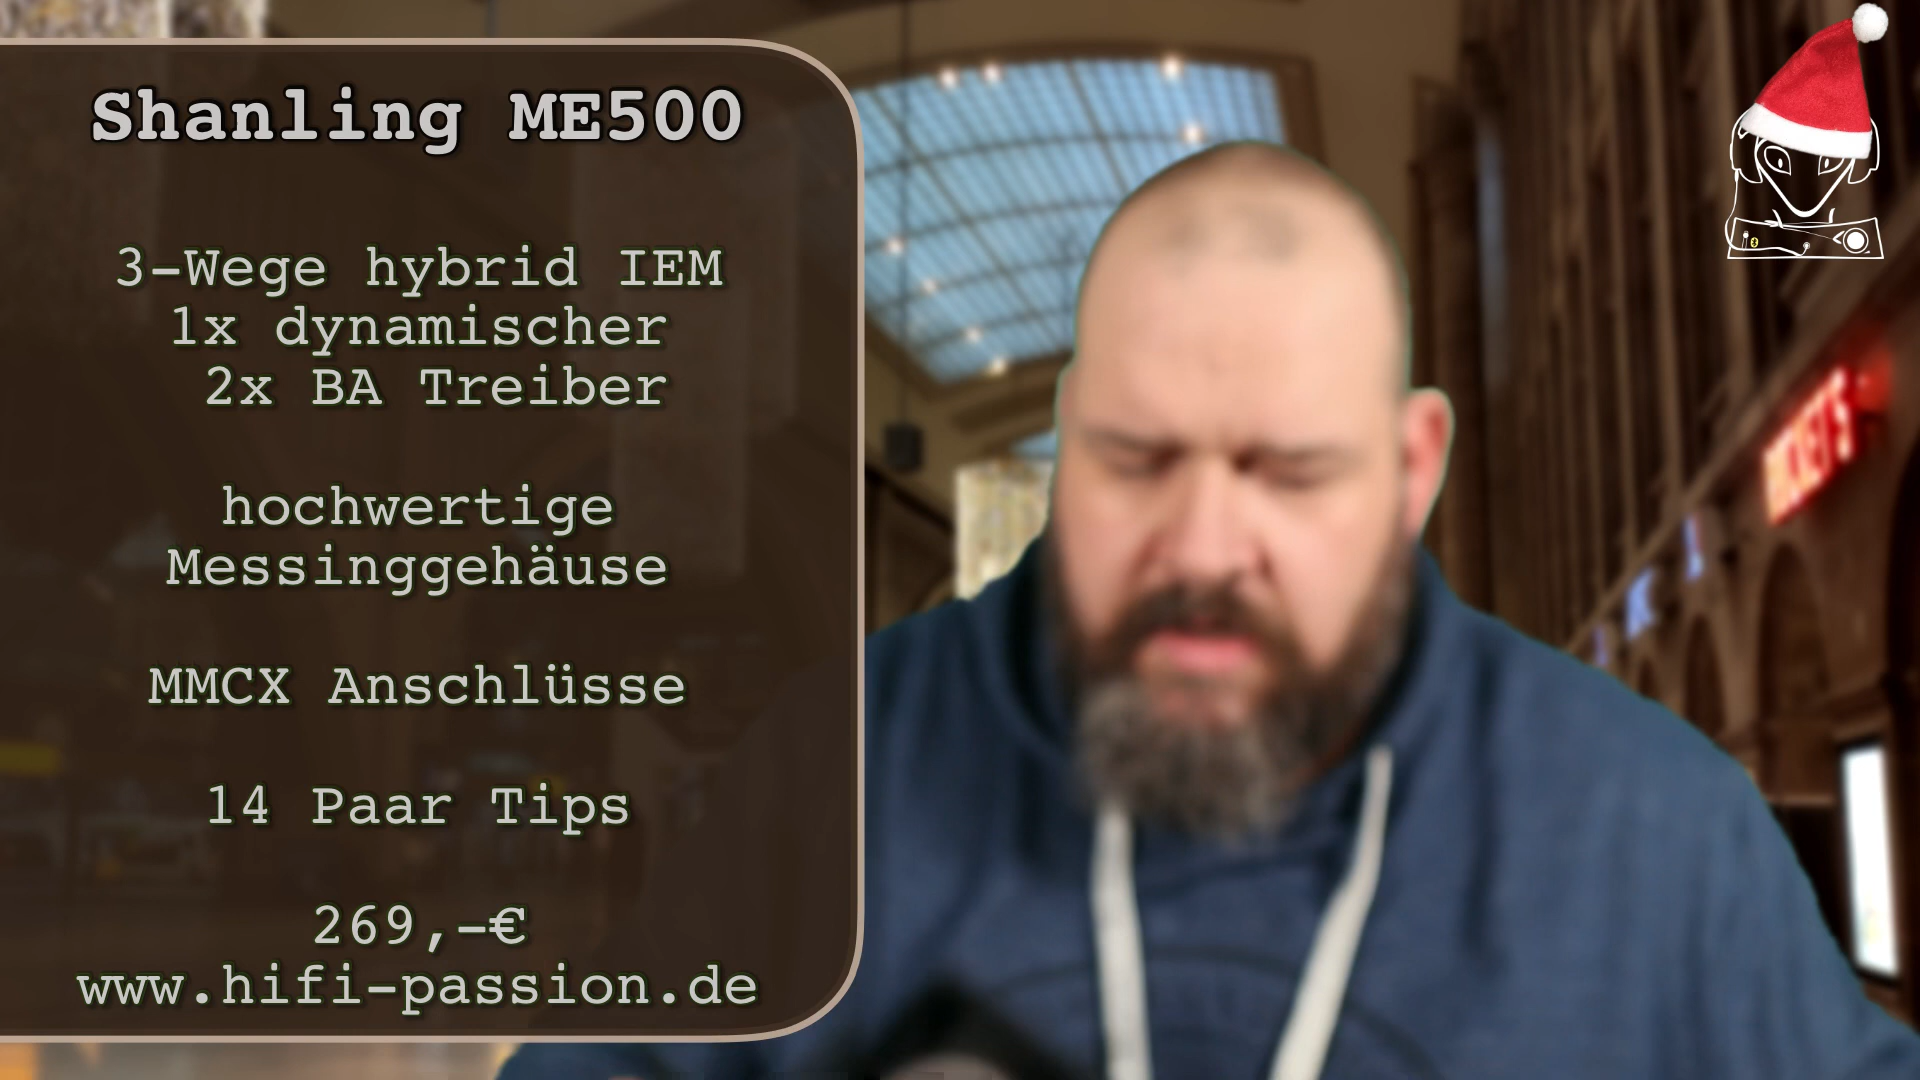 Shanling ME500
3-Wege hybrid IEM
1x dynamischer
2x BA Treiber
hochwertige
Messinggehäuse
MMCX Anschlüsse
14 Paar Tips
269,-€
www.hifi-passion.de